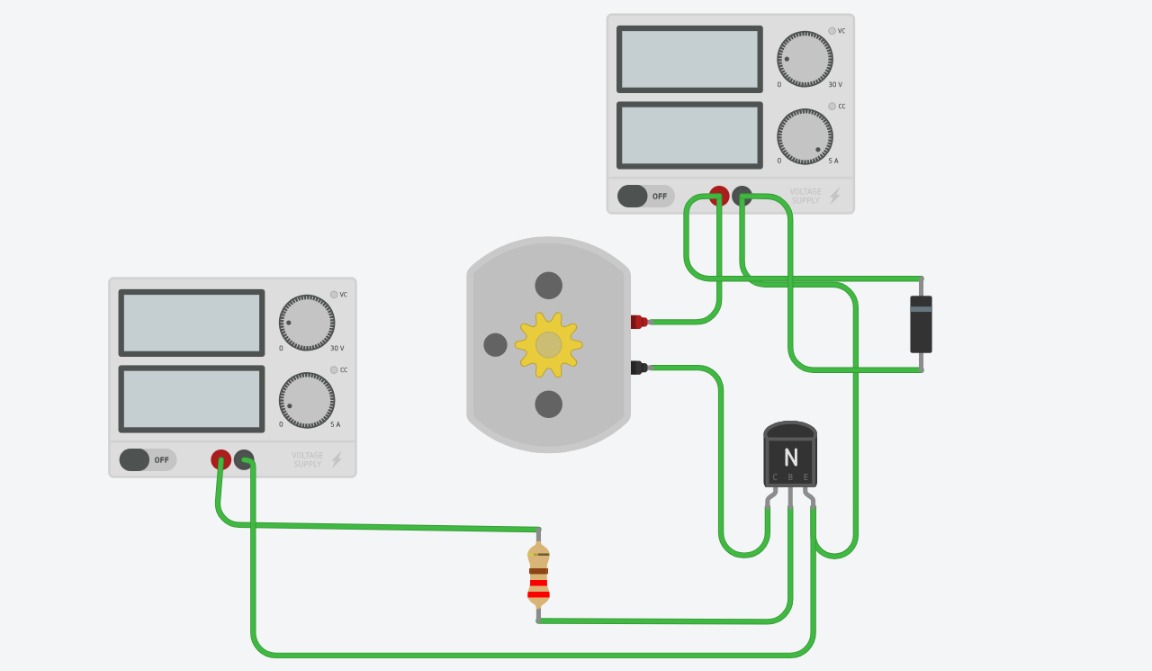 VC
0
30 V
CC
0
5 A
OFF
VOLTAGE
SUPPLY
VC
0
30 V
CC
0
5 A
OFF
VOLTAGE
SUPPLY
N
C B E